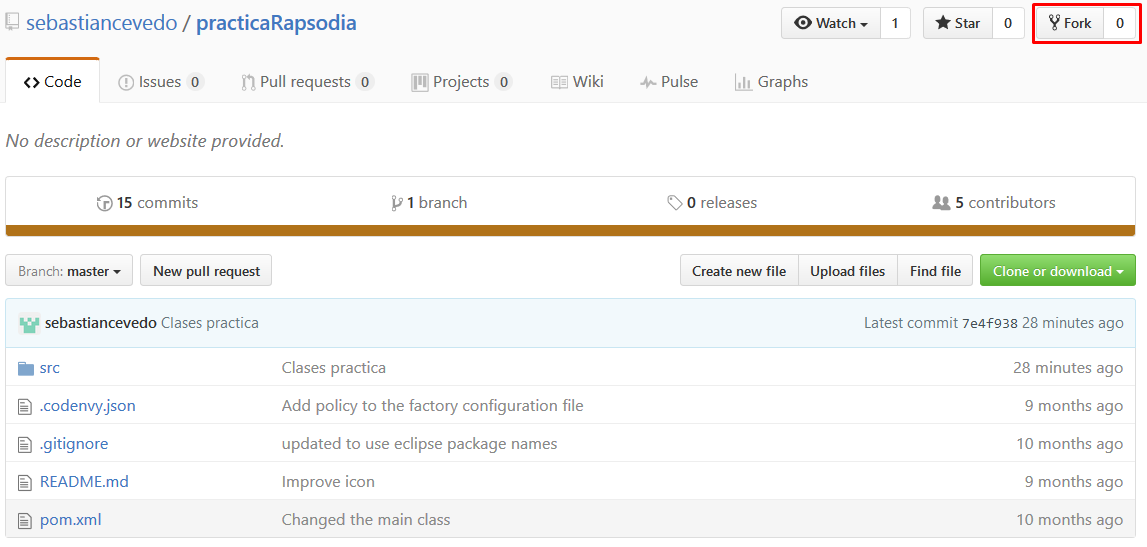 sebastiancevedo / practicaRapsodia Watch 1 Star 0 Fork 0
Code Issues 0 Pull requests 0 Projects 0 Wiki Pulse Graphs
No description or website provided.
15 commits 1 branch 0 releases 5 contributors
Branch: master New pull request Create new file Upload files Find file Clone or download
sebastiancevedo Clases practica Latest commit 7e4f938 28 minutes ago
src Clases practica 28 minutes ago
.codenvy.json Add policy to the factory configuration file 9 months ago
.gitignore updated to use eclipse package names 10 months ago
README.md Improve icon 9 months ago
pom.xml Changed the main class 10 months ago